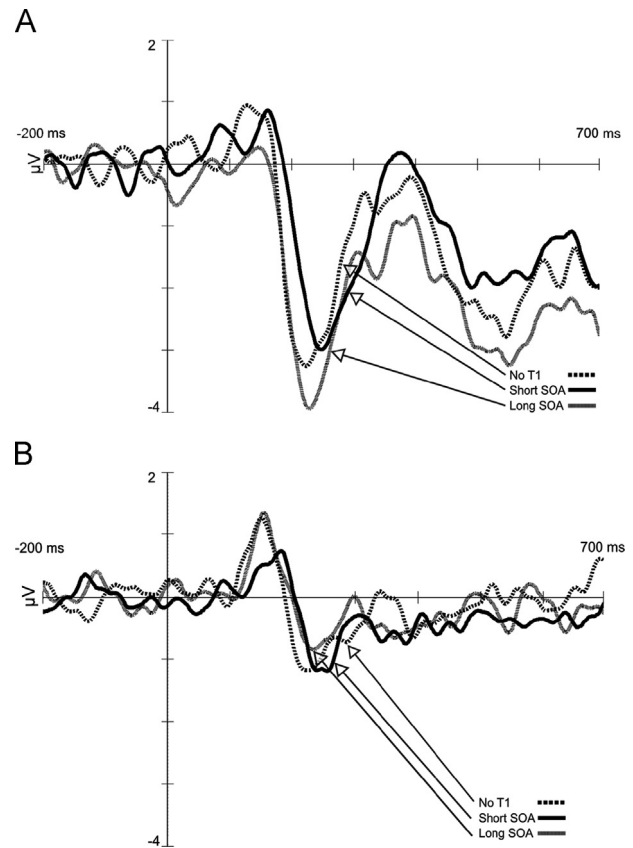 A
2
-200 ms
700 ms
µV
No T1
Short SOA
Long SOA
-4
B
2
-200 ms
700 ms
µV
No T1
Short SOA
Long SOA
-4